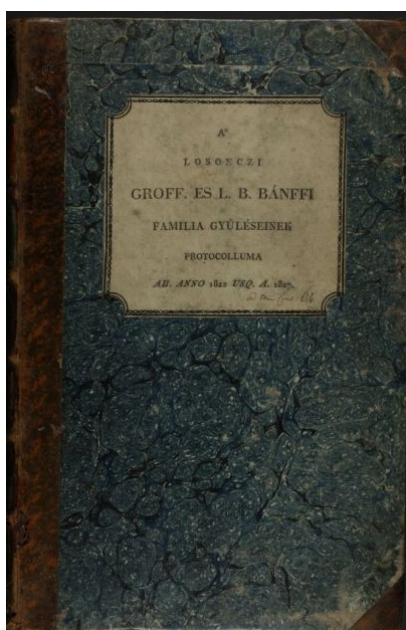 A'
LOSONCZI
GROFF. ES L. B. BÁNFFI
FAMILIA GYÜLÉSEINEK
PROTOCOLLUMA
AB. ANNO 1822 USQ. A. 1827.